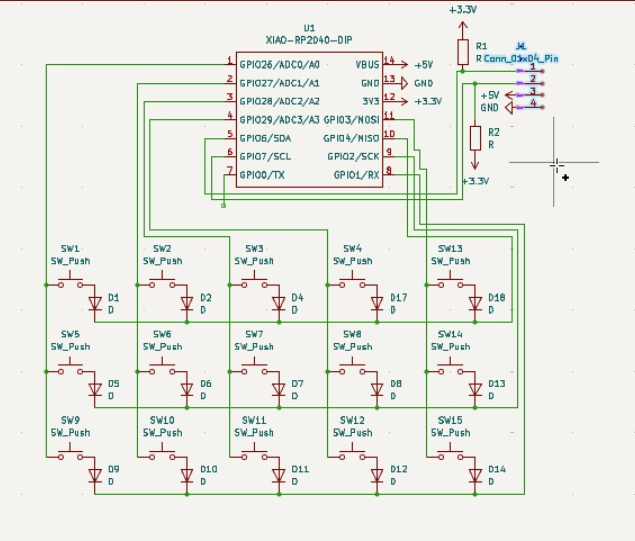 +3.3V
U1
XIAO-RP2040-DIP
R1
R
J1
Conn_01x04_Pin
1 GPIO26/ADC0/A0 VBUS 14 +5V
2 GPIO27/ADC1/A1 GND 13 GND
3 GPIO28/ADC2/A2 3V3 12 +3.3V
4 GPIO29/ADC3/A3 GPIO3/MOSI 11
5 GPIO6/SDA GPIO4/MISO 10
6 GPIO7/SCL GPIO2/SCK 9
7 GPIO0/TX GPIO1/RX 8
1
2
+5V 3
GND 4
R2
R
+3.3V
SW1 SW2 SW3 SW4 SW13
SW_Push SW_Push SW_Push SW_Push SW_Push
D1 D2 D4 D17 D18
D D D D D
SW5 SW6 SW7 SW8 SW14
SW_Push SW_Push SW_Push SW_Push SW_Push
D5 D6 D7 D8 D13
D D D D D
SW9 SW10 SW11 SW12 SW15
SW_Push SW_Push SW_Push SW_Push SW_Push
D9 D10 D11 D12 D14
D D D D D